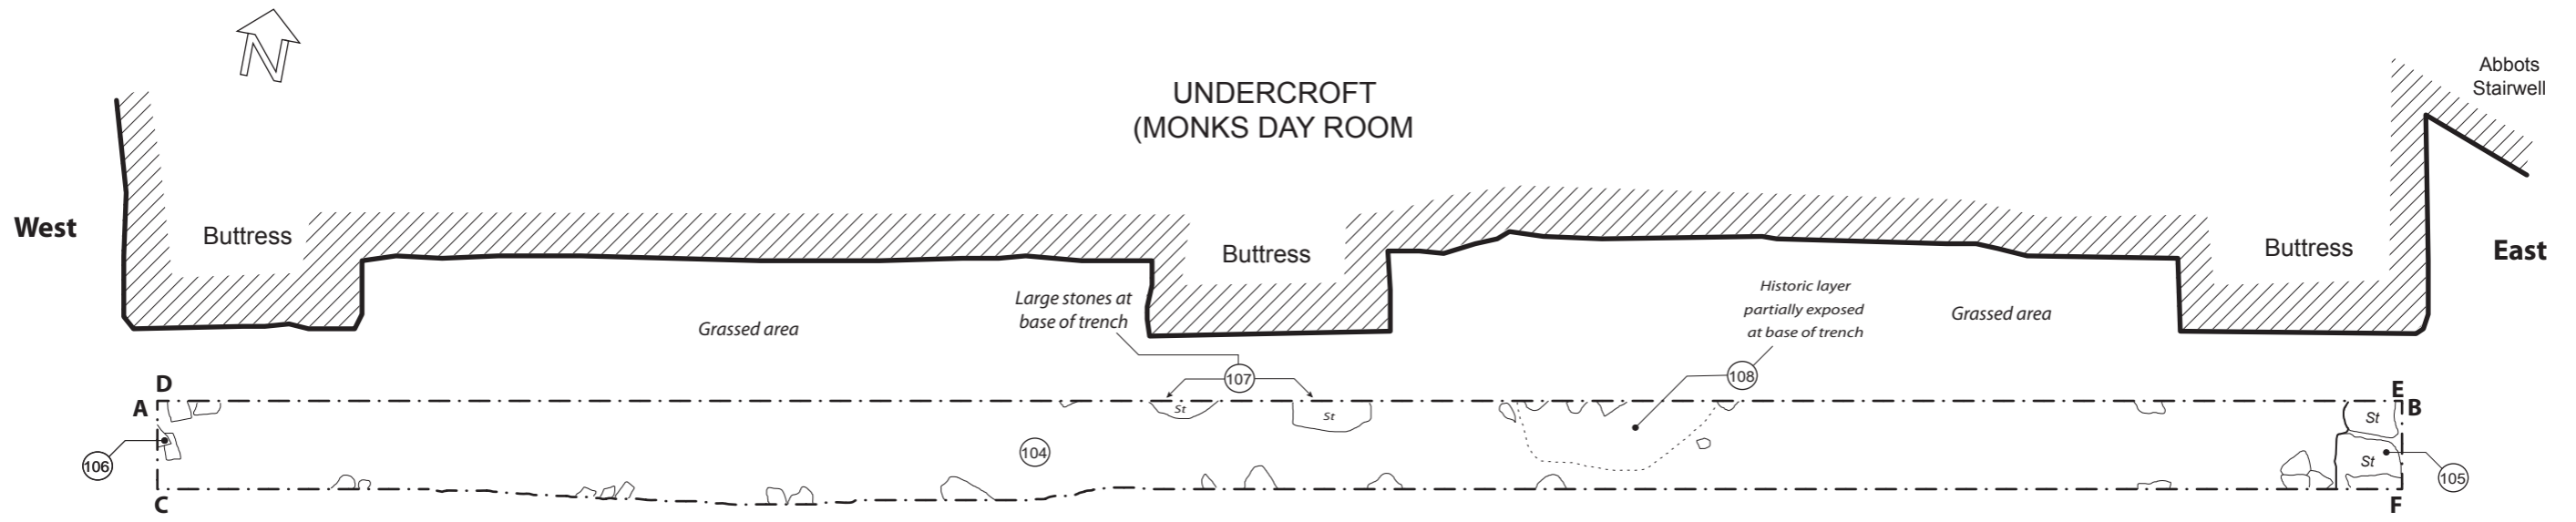 N
UNDERCROFT
(MONKS DAY ROOM
Abbots
Stairwell
West
Buttress
Buttress
Buttress
East
Large stones at
base of trench
Grassed area
Historic layer
partially exposed
at base of trench
Grassed area
D
A
107
108
E
B
St
St
St
106
104
St
105
C
F